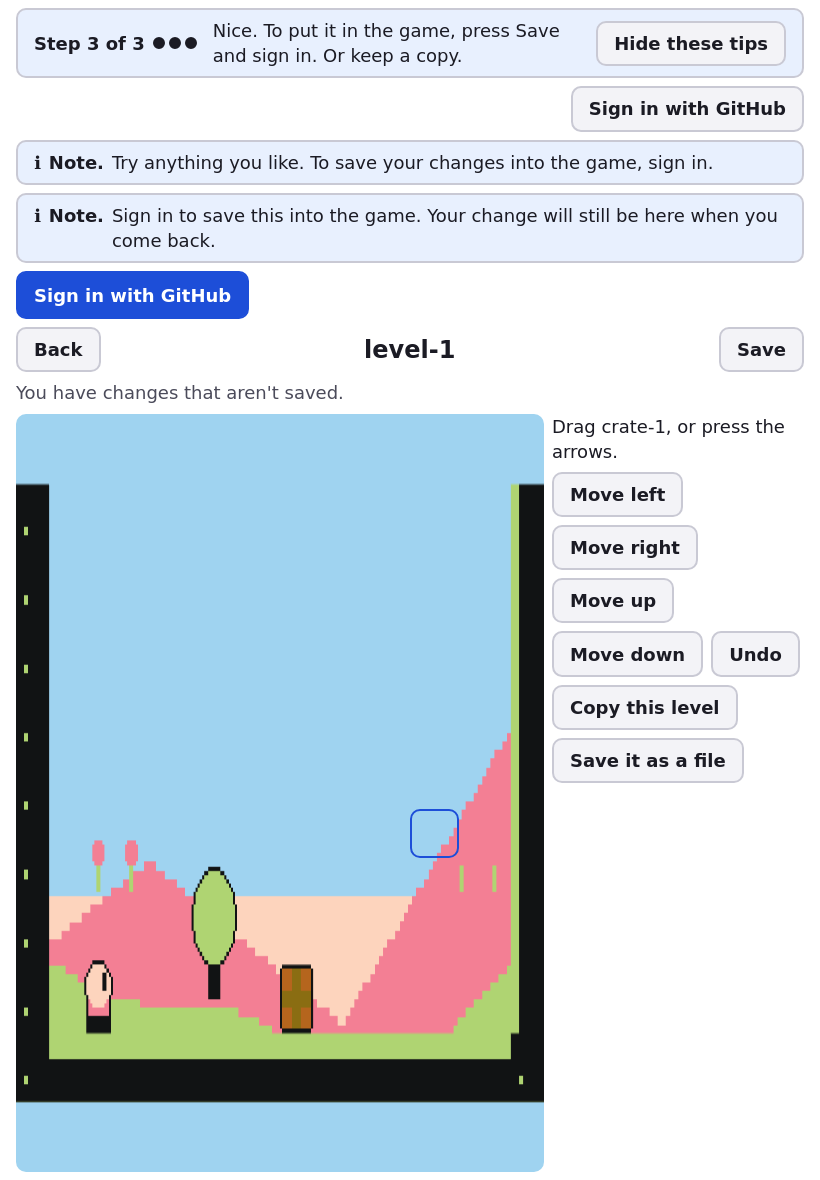 Step 3 of 3
Nice. To put it in the game, press Save
and sign in. Or keep a copy.
Hide these tips
Sign in with GitHub
Note. Try anything you like. To save your changes into the game, sign in.
Note. Sign in to save this into the game. Your change will still be here when you
come back.
Sign in with GitHub
Back
level-1
Save
You have changes that aren't saved.
Drag crate-1, or press the
arrows.
Move left
Move right
Move up
Move down
Undo
Copy this level
Save it as a file